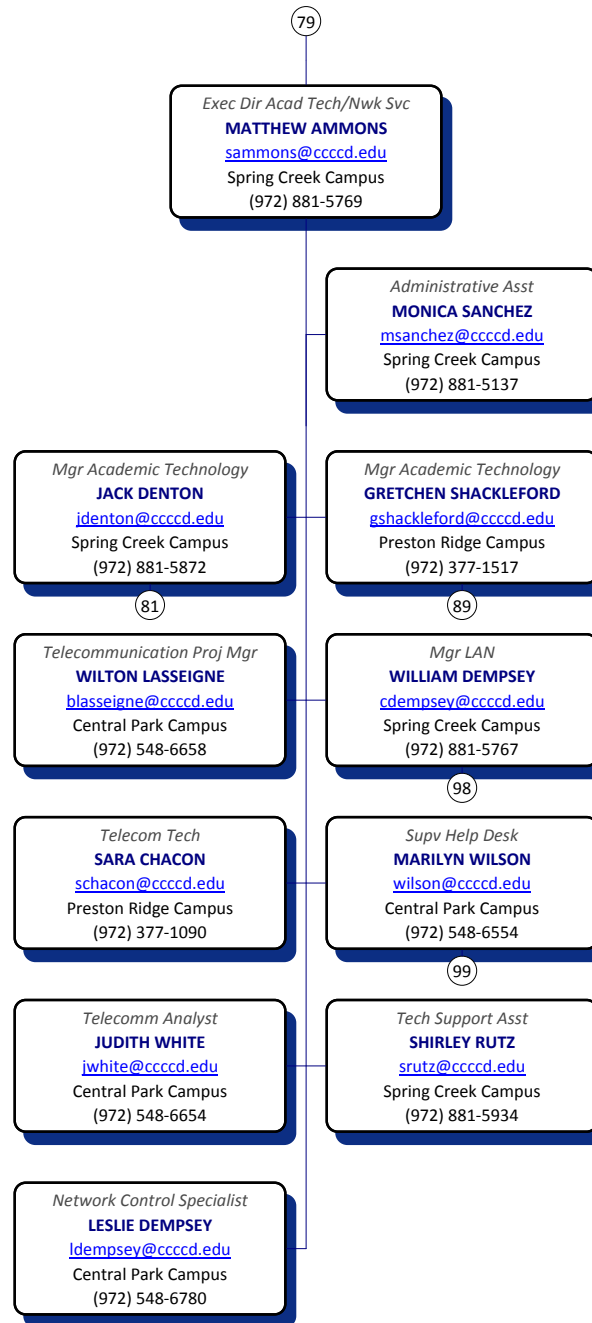 79
Exec Dir Acad Tech/Nwk Svc
MATTHEW AMMONS
sammons@ccccd.edu
Spring Creek Campus
(972) 881-5769
Administrative Asst
MONICA SANCHEZ
msanchez@ccccd.edu
Spring Creek Campus
(972) 881-5137
Mgr Academic Technology
JACK DENTON
jdenton@ccccd.edu
Spring Creek Campus
(972) 881-5872
81
Mgr Academic Technology
GRETCHEN SHACKLEFORD
gshackleford@ccccd.edu
Preston Ridge Campus
(972) 377-1517
89
Telecommunication Proj Mgr
WILTON LASSEIGNE
blasseigne@ccccd.edu
Central Park Campus
(972) 548-6658
Mgr LAN
WILLIAM DEMPSEY
cdempsey@ccccd.edu
Spring Creek Campus
(972) 881-5767
98
Telecom Tech
SARA CHACON
schacon@ccccd.edu
Preston Ridge Campus
(972) 377-1090
Supv Help Desk
MARILYN WILSON
wilson@ccccd.edu
Central Park Campus
(972) 548-6554
99
Telecomm Analyst
JUDITH WHITE
jwhite@ccccd.edu
Central Park Campus
(972) 548-6654
Tech Support Asst
SHIRLEY RUTZ
srutz@ccccd.edu
Spring Creek Campus
(972) 881-5934
Network Control Specialist
LESLIE DEMPSEY
ldempsey@ccccd.edu
Central Park Campus
(972) 548-6780